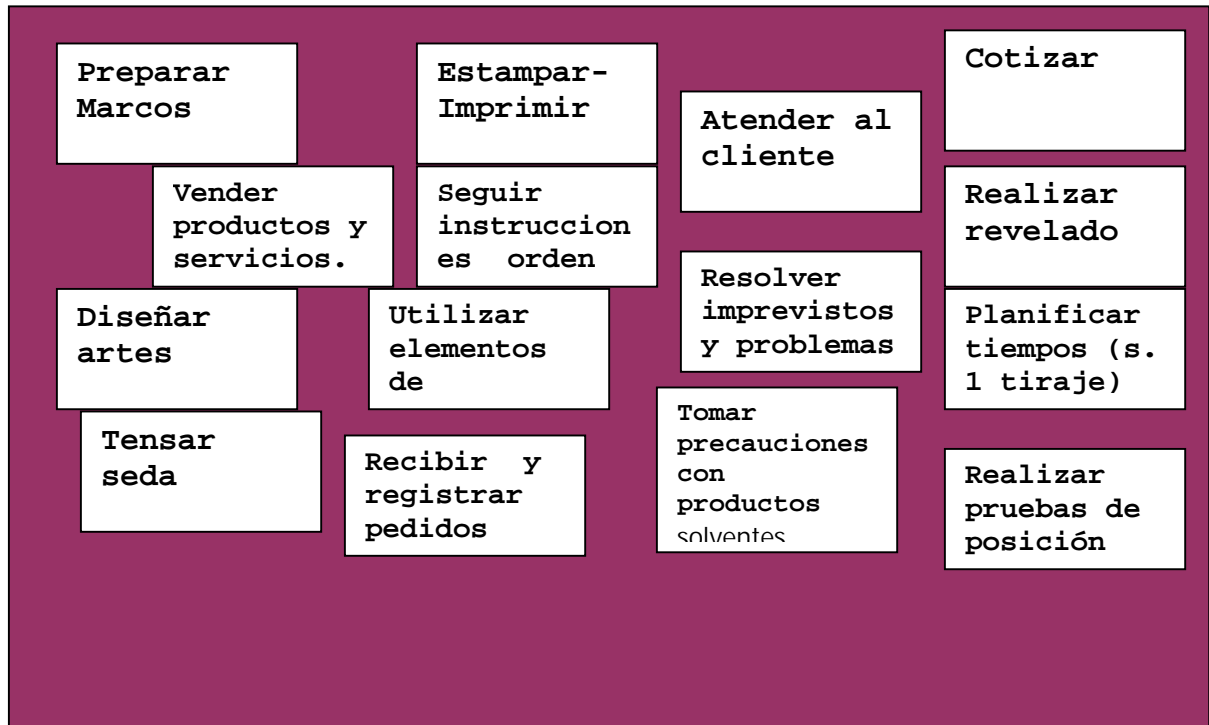 Preparar
Marcos
Estampar-
Imprimir
Atender al
cliente
Cotizar
Vender
productos y
servicios.
Seguir
instruccion
es orden
Realizar
revelado
Diseñar
artes
Utilizar
elementos
de
Resolver
imprevistos
y problemas
Planificar
tiempos (s.
1 tiraje)
Tensar
seda
Recibir y
registrar
pedidos
Tomar
precauciones
con
productos
solventes
Realizar
pruebas de
posición